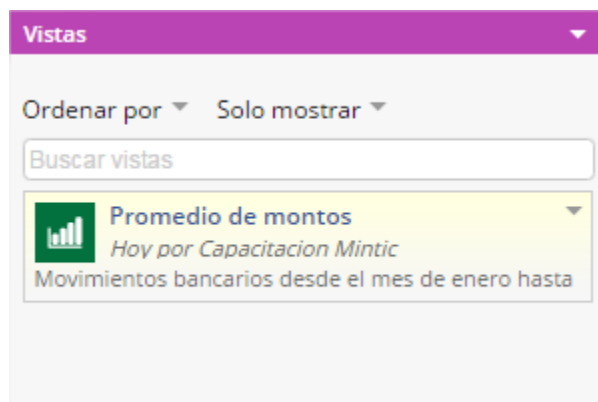 Vistas
Ordenar por Solo mostrar
Buscar vistas
Promedio de montos
Hoy por Capacitacion Mintic
Movimientos bancarios desde el mes de enero hasta